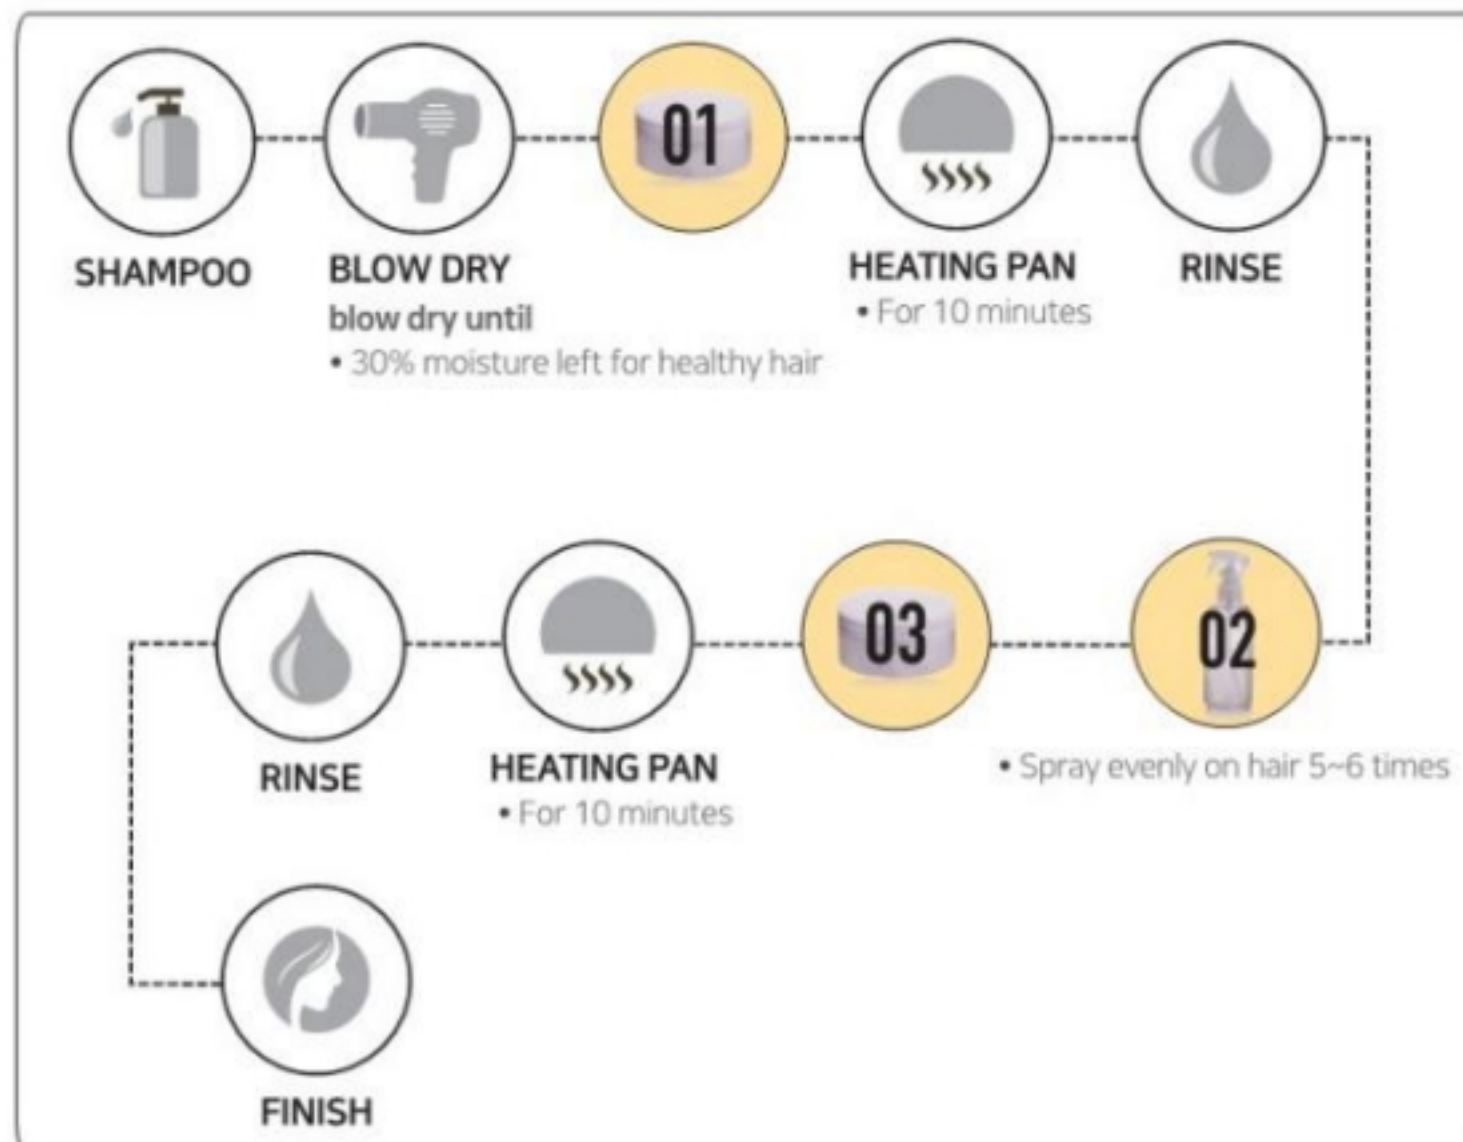 01
SHAMPOO
BLOW DRY
blow dry until
• 30% moisture left for healthy hair
HEATING PAN
• For 10 minutes
RINSE
02
• Spray evenly on hair 5~6 times
03
HEATING PAN
• For 10 minutes
RINSE
FINISH